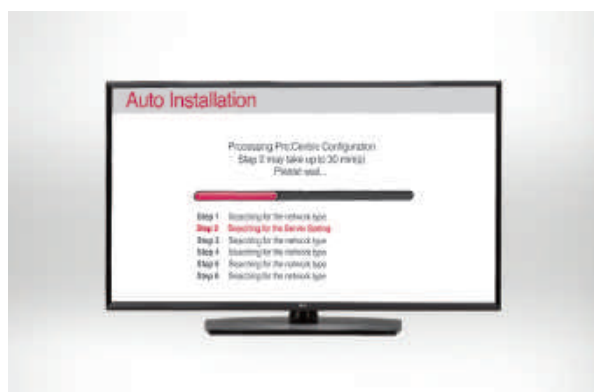 Auto Installation
Processing Pro:Centric Configuration
Step 2 may take up to 30 min(s)
Please wait...
Step 1 Searching for the network type
Step 2 Searching for the Server Setting
Step 3 Searching for the network type
Step 4 Searching for the network type
Step 5 Searching for the network type
Step 6 Searching for the network type